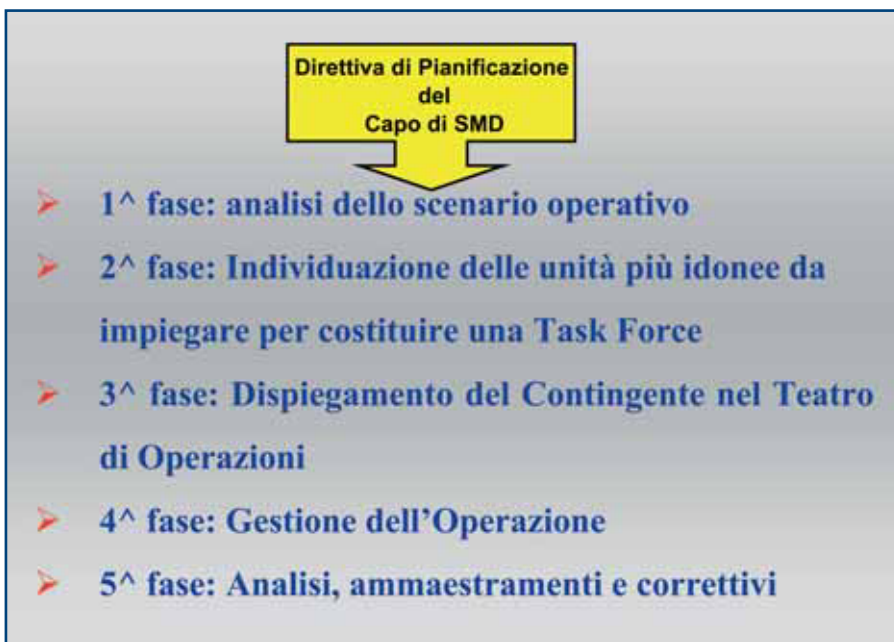 Direttiva di Pianificazione
del
Capo di SMD
1^ fase: analisi dello scenario operativo
2^ fase: Individuazione delle unità più idonee da
impiegare per costituire una Task Force
3^ fase: Dispiegamento del Contingente nel Teatro
di Operazioni
4^ fase: Gestione dell’Operazione
5^ fase: Analisi, ammaestramenti e correttivi